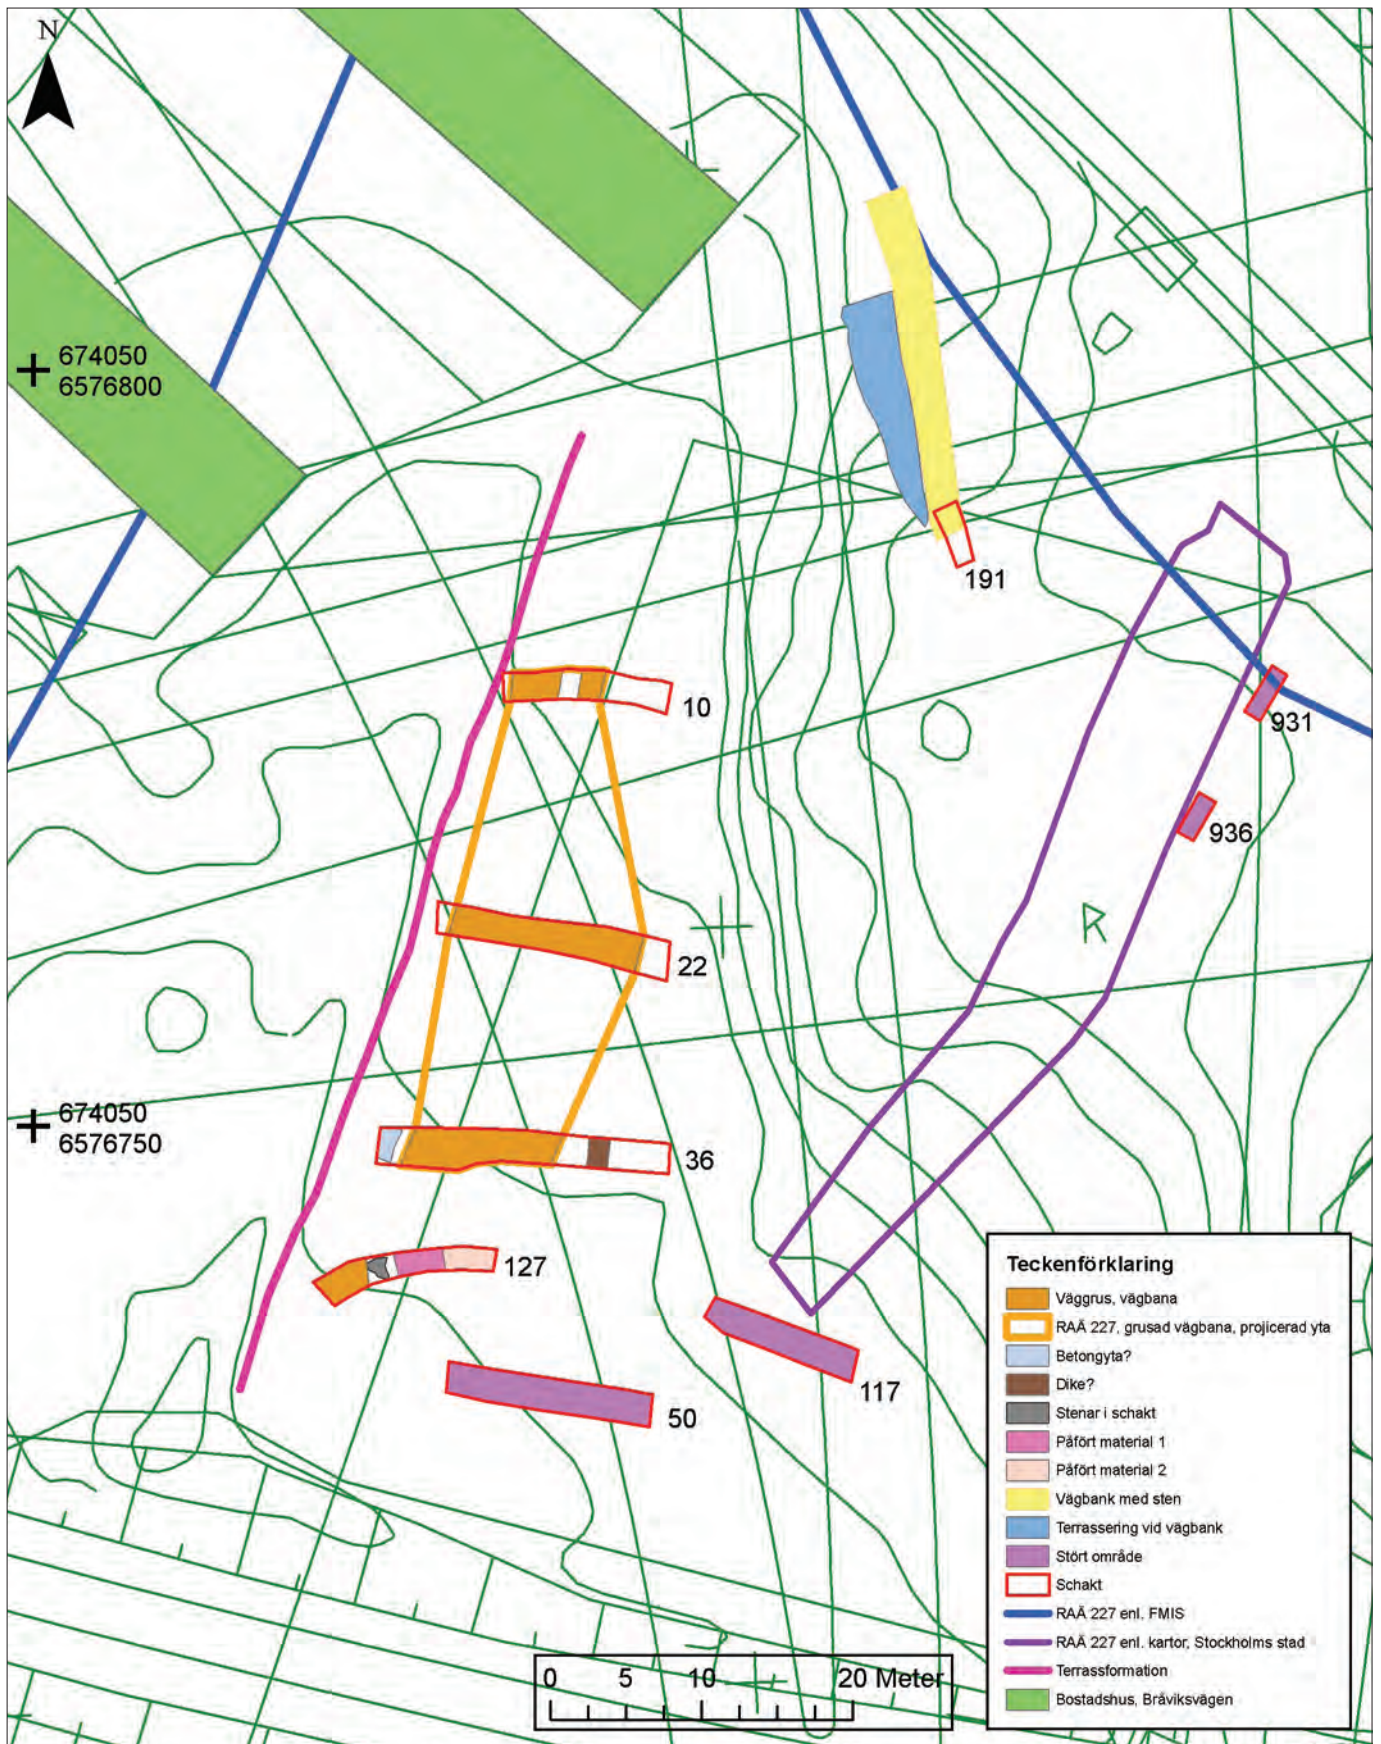 N
674050
6576800
191
10
931
936
22
674050
6576750
36
127
117
50
Teckenförklaring
Väggrus, vägbana
RAÄ 227, grusad vägbana, projicerad yta
Betongyta?
Dike?
Stenar i schakt
Påfört material 1
Påfört material 2
Vägbank med sten
Terrassering vid vägbank
Stört område
Schakt
RAÄ 227 enl. FMIS
RAÄ 227 enl. kartor, Stockholms stad
Terrassformation
Bostadshus, Bråviksvägen
0 5 10 20 Meter
R